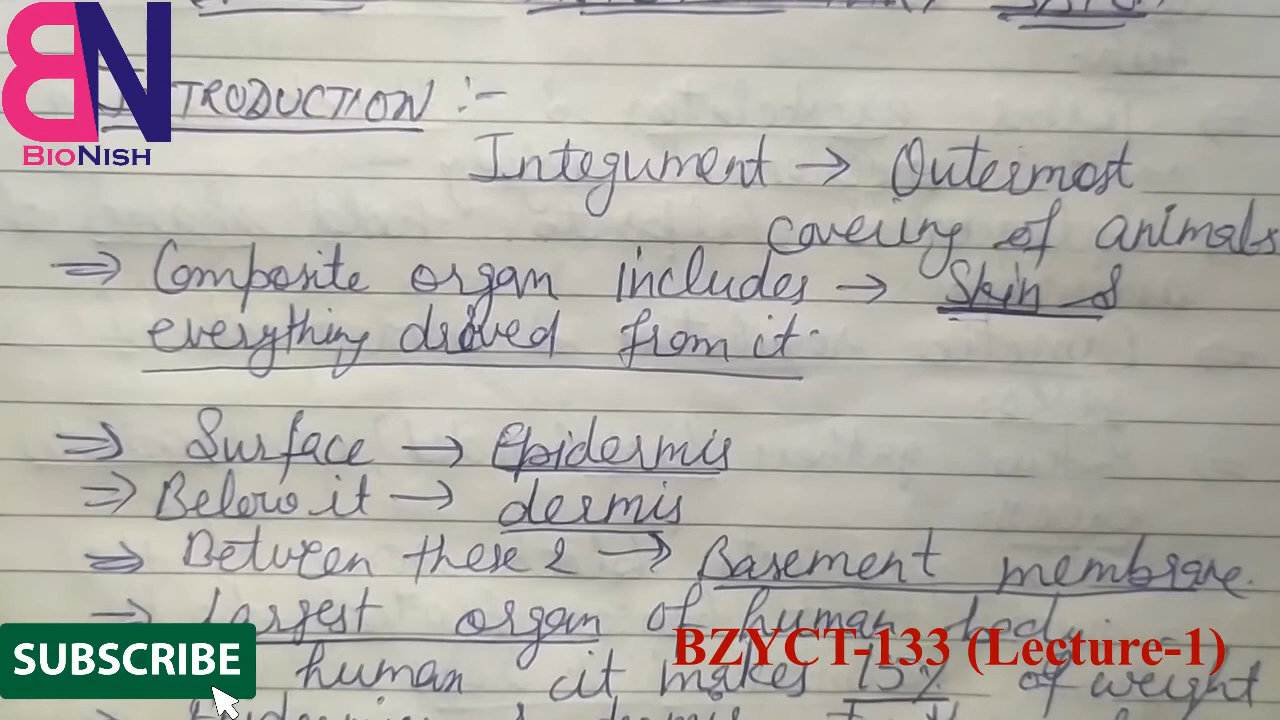 BN
BIONISH
INTRODUCTION :-
Integument → Outermost
covering of animals
⇒ Composite organ includes → Skin &
everything drived from it.
⇒ Surface → Epidermis
⇒ Below it → dermis
⇒ Between these 2 → Basement membrane.
→ largest organ of human body
BZYCT-133 (Lecture-1)
SUBSCRIBE
human it makes 15% of weight